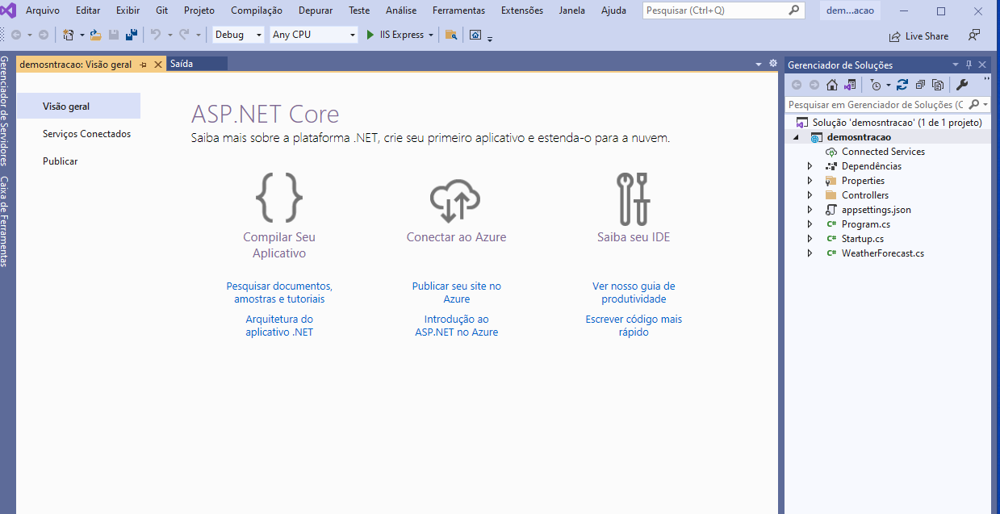 Arquivo Editar Exibir Git Projeto Compilação Depurar Teste Análise Ferramentas Extensões Janela Ajuda Pesquisar (Ctrl+Q) dem...acao
Debug Any CPU IIS Express Live Share
Gerenciador de Servidores
Caixa de Ferramentas
demosntracao: Visão geral Saída
Visão geral
Serviços Conectados
Publicar
ASP.NET Core
Saiba mais sobre a plataforma .NET, crie seu primeiro aplicativo e estenda-o para a nuvem.
Compilar Seu
Aplicativo
Pesquisar documentos,
amostras e tutoriais
Arquitetura do
aplicativo .NET
Conectar ao Azure
Publicar seu site no
Azure
Introdução ao
ASP.NET no Azure
Saiba seu IDE
Ver nosso guia de
produtividade
Escrever código mais
rápido
Gerenciador de Soluções
Pesquisar em Gerenciador de Soluções (C
Solução 'demosntracao' (1 de 1 projeto)
demosntracao
Connected Services
Dependências
Properties
Controllers
appsettings.json
C# Program.cs
C# Startup.cs
C# WeatherForecast.cs